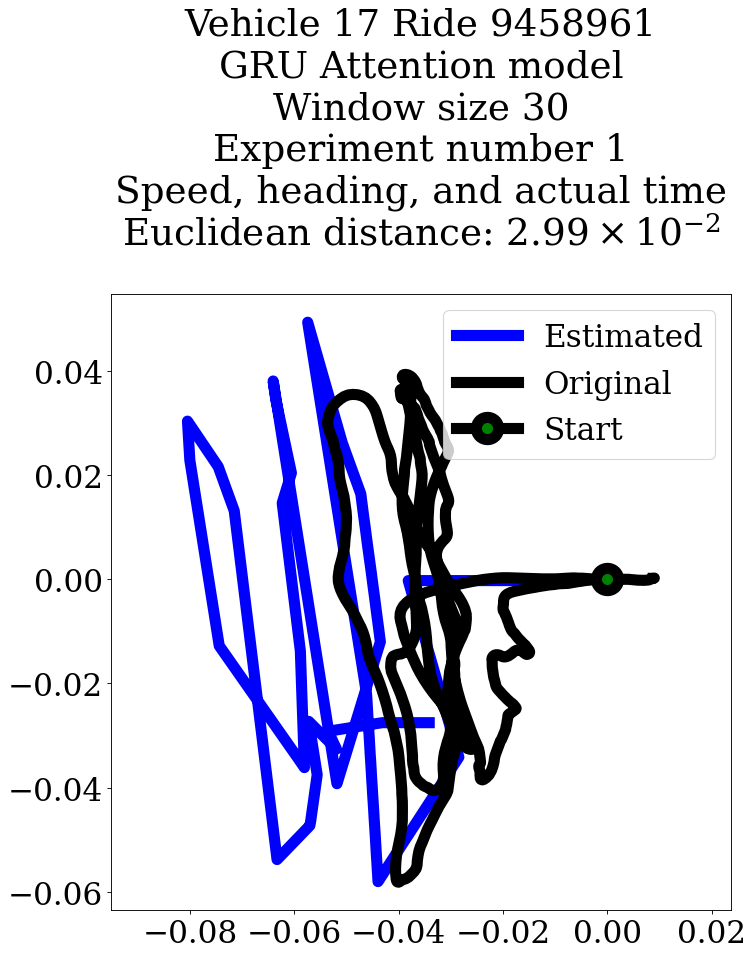 Vehicle 17 Ride 9458961
GRU Attention model
Window size 30
Experiment number 1
Speed, heading, and actual time
Euclidean distance: 2.99 × 10⁻²
Estimated
Original
Start
0.04
0.02
0.00
−0.02
−0.04
−0.06
−0.08 −0.06 −0.04 −0.02 0.00 0.02